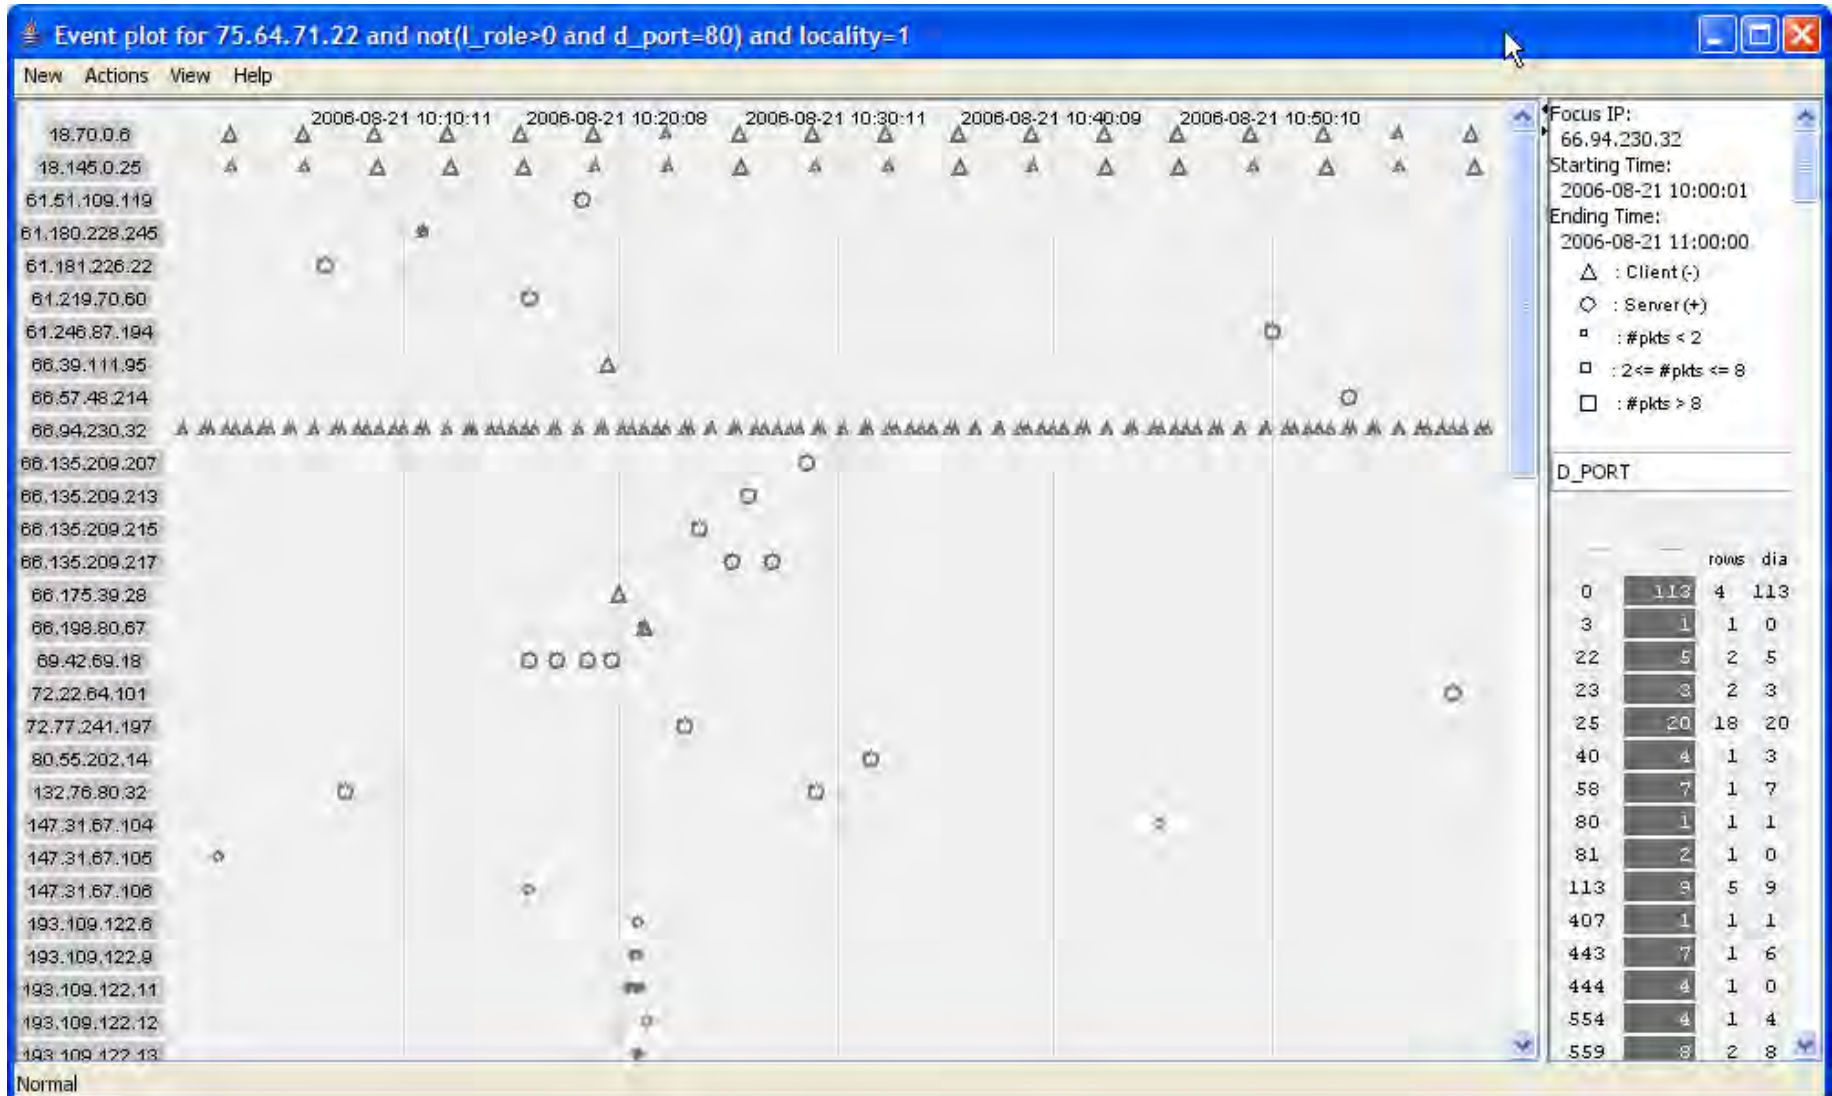 Event plot for 75.64.71.22 and not(l_role>0 and d_port=80) and locality=1
New Actions View Help
2006-08-21 10:10:11 2006-08-21 10:20:08 2006-08-21 10:30:11 2006-08-21 10:40:09 2006-08-21 10:50:10
18.70.0.6
18.145.0.25
61.51.109.119
61.180.228.245
61.181.226.22
61.219.70.60
61.246.87.194
66.39.111.95
66.57.48.214
66.94.230.32
66.135.209.207
66.135.209.213
66.135.209.215
66.135.209.217
66.175.39.28
66.198.80.67
69.42.69.18
72.22.64.101
72.77.241.197
80.55.202.14
132.76.80.32
147.31.67.104
147.31.67.105
147.31.67.106
193.109.122.6
193.109.122.9
193.109.122.11
193.109.122.12
193.109.122.13
Focus IP:
66.94.230.32
Starting Time:
2006-08-21 10:00:01
Ending Time:
2006-08-21 11:00:00
: Client (-)
: Server (+)
: #pkts < 2
: 2<= #pkts <= 8
: #pkts > 8
D_PORT
rows dia
0 113 4 113
3 1 1 0
22 5 2 5
23 3 2 3
25 20 18 20
40 4 1 3
58 7 1 7
80 1 1 1
81 2 1 0
113 9 5 9
407 1 1 1
443 7 1 6
444 4 1 0
554 4 1 4
559 8 2 8
Normal